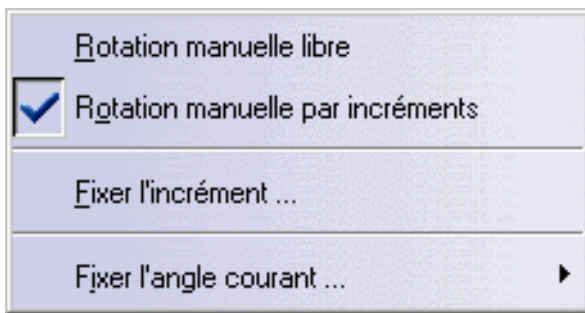 Rotation manuelle libre
Rotation manuelle par incréments
Fixer l'incrément ...
Fixer l'angle courant ...